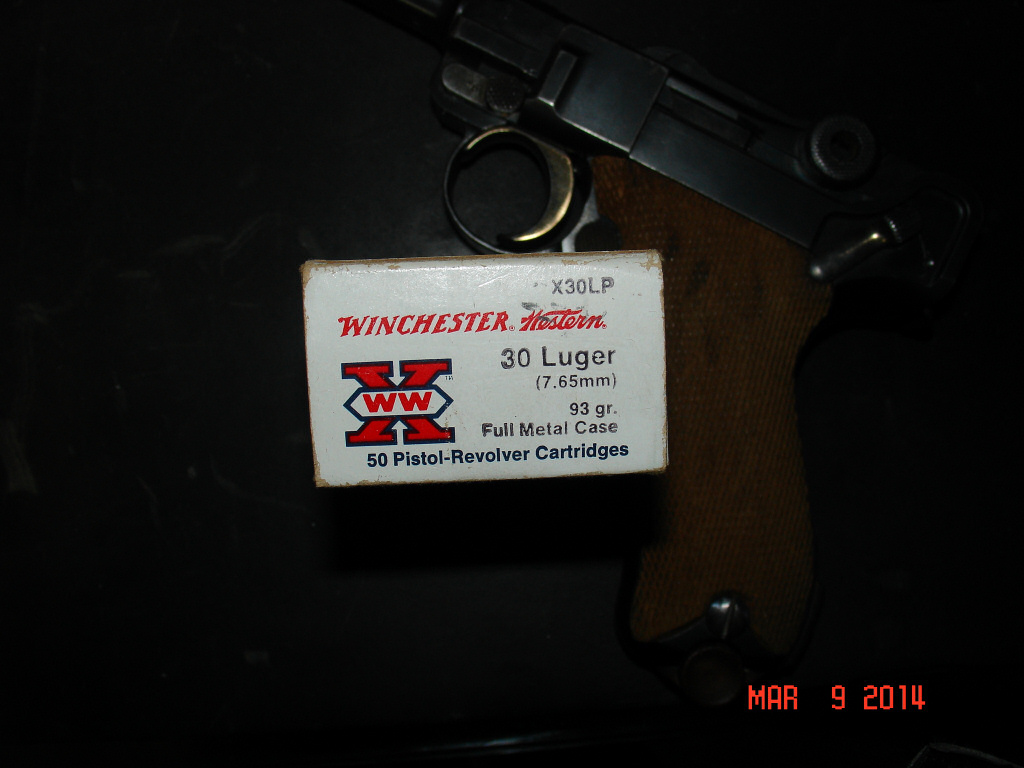 X30LP
WINCHESTER® Western®
30 Luger
(7.65mm)
X WW TM
93 gr.
Full Metal Case
50 Pistol-Revolver Cartridges
MAR 9 2014